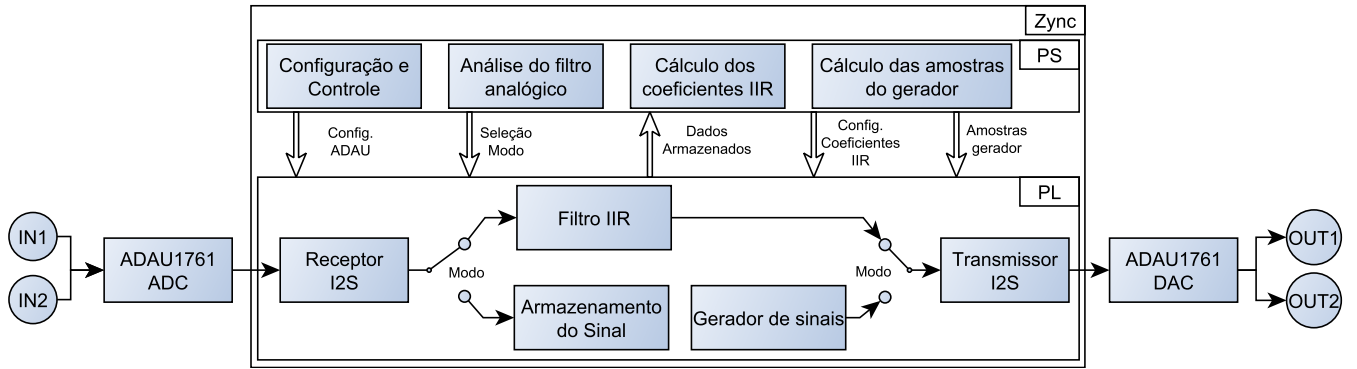 Zync
PS
Configuração e
Controle
Análise do filtro
analógico
Cálculo dos
coeficientes IIR
Cálculo das amostras
do gerador
Config.
ADAU
Seleção
Modo
Dados
Armazenados
Config.
Coeficientes
IIR
Amostras
gerador
PL
IN1
IN2
ADAU1761
ADC
Receptor
I2S
Modo
Filtro IIR
Armazenamento
do Sinal
Gerador de sinais
Modo
Transmissor
I2S
ADAU1761
DAC
OUT1
OUT2